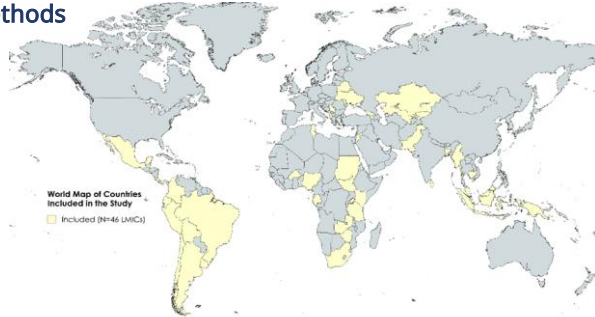 thods
World Map of Countries
Included in the Study
Included (N=46 LMICs)